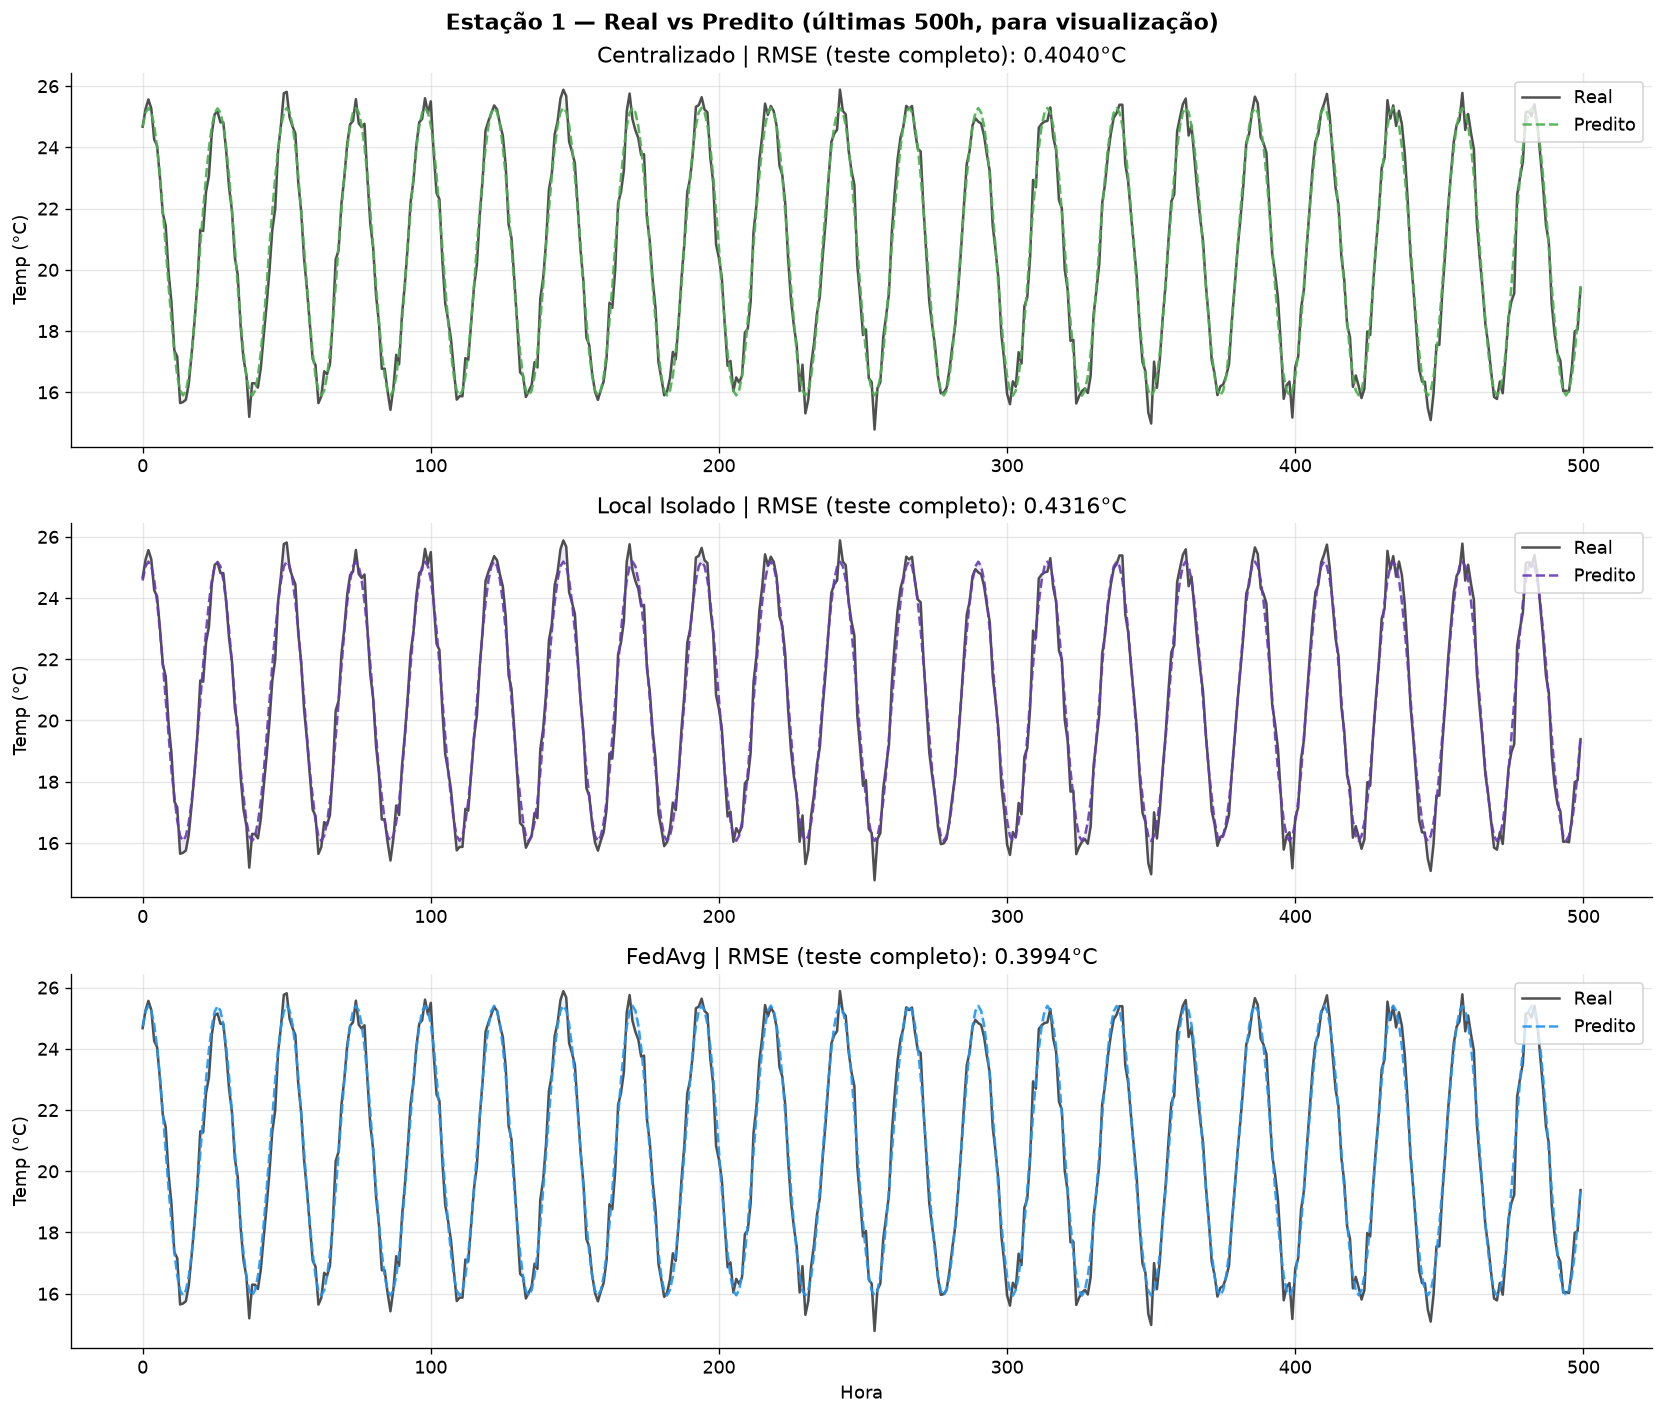 Estação 1 — Real vs Predito (últimas 500h, para visualização)
Centralizado | RMSE (teste completo): 0.4040°C
Temp (°C)
26
24
22
20
18
16
Real
Predito
0 100 200 300 400 500
Local Isolado | RMSE (teste completo): 0.4316°C
Temp (°C)
26
24
22
20
18
16
Real
Predito
0 100 200 300 400 500
FedAvg | RMSE (teste completo): 0.3994°C
Temp (°C)
26
24
22
20
18
16
Real
Predito
0 100 200 300 400 500
Hora